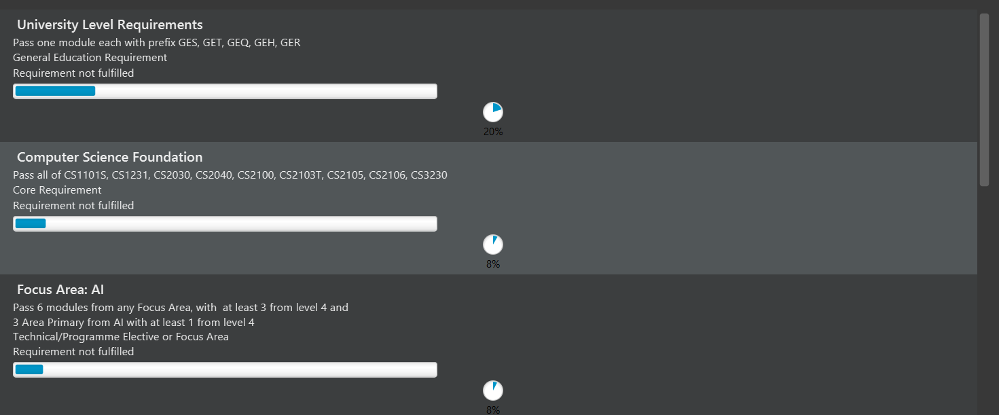 University Level Requirements
Pass one module each with prefix GES, GET, GEQ, GEH, GER
General Education Requirement
Requirement not fulfilled
20%
Computer Science Foundation
Pass all of CS1101S, CS1231, CS2030, CS2040, CS2100, CS2103T, CS2105, CS2106, CS3230
Core Requirement
Requirement not fulfilled
8%
Focus Area: AI
Pass 6 modules from any Focus Area, with  at least 3 from level 4 and
3 Area Primary from AI with at least 1 from level 4
Technical/Programme Elective or Focus Area
Requirement not fulfilled
8%